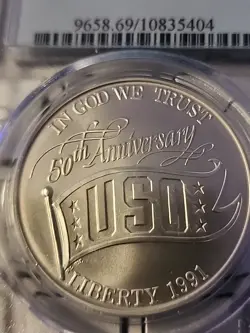 9658.69/10835404
IN GOD WE TRUST
50th Anniversary
USO
LIBERTY 1991